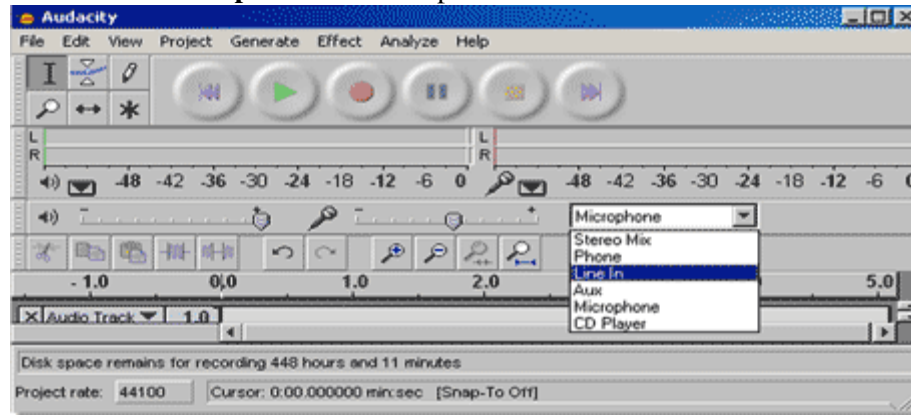 Audacity
File Edit View Project Generate Effect Analyze Help
L
R
L
R
-48 -42 -36 -30 -24 -18 -12 -6 0
-48 -42 -36 -30 -24 -18 -12 -6
Microphone
Stereo Mix
Phone
Line In
Aux
Microphone
CD Player
- 1.0 0,0 1.0 2.0 5.0
Audio Track 1.0
Disk space remains for recording 448 hours and 11 minutes
Project rate: 44100 Cursor: 0:00.000000 min:sec [Snap-To Off]